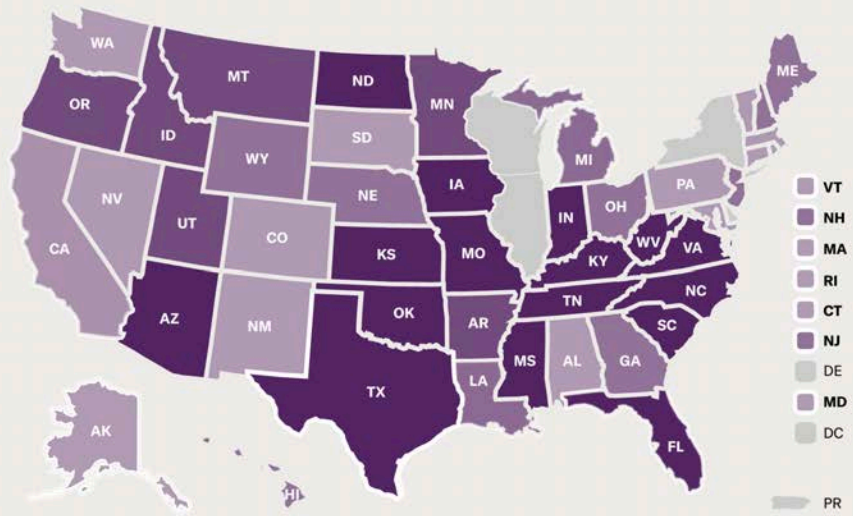 WA
MT
ND
MN
ME
OR
ID
SD
WY
MI
NE
IA
PA
NV
UT
CO
IN
OH
CA
KS
MO
WV
VA
KY
NC
AZ
NM
OK
AR
TN
SC
MS
AL
GA
TX
LA
FL
AK
HI
VT
NH
MA
RI
CT
NJ
DE
MD
DC
PR